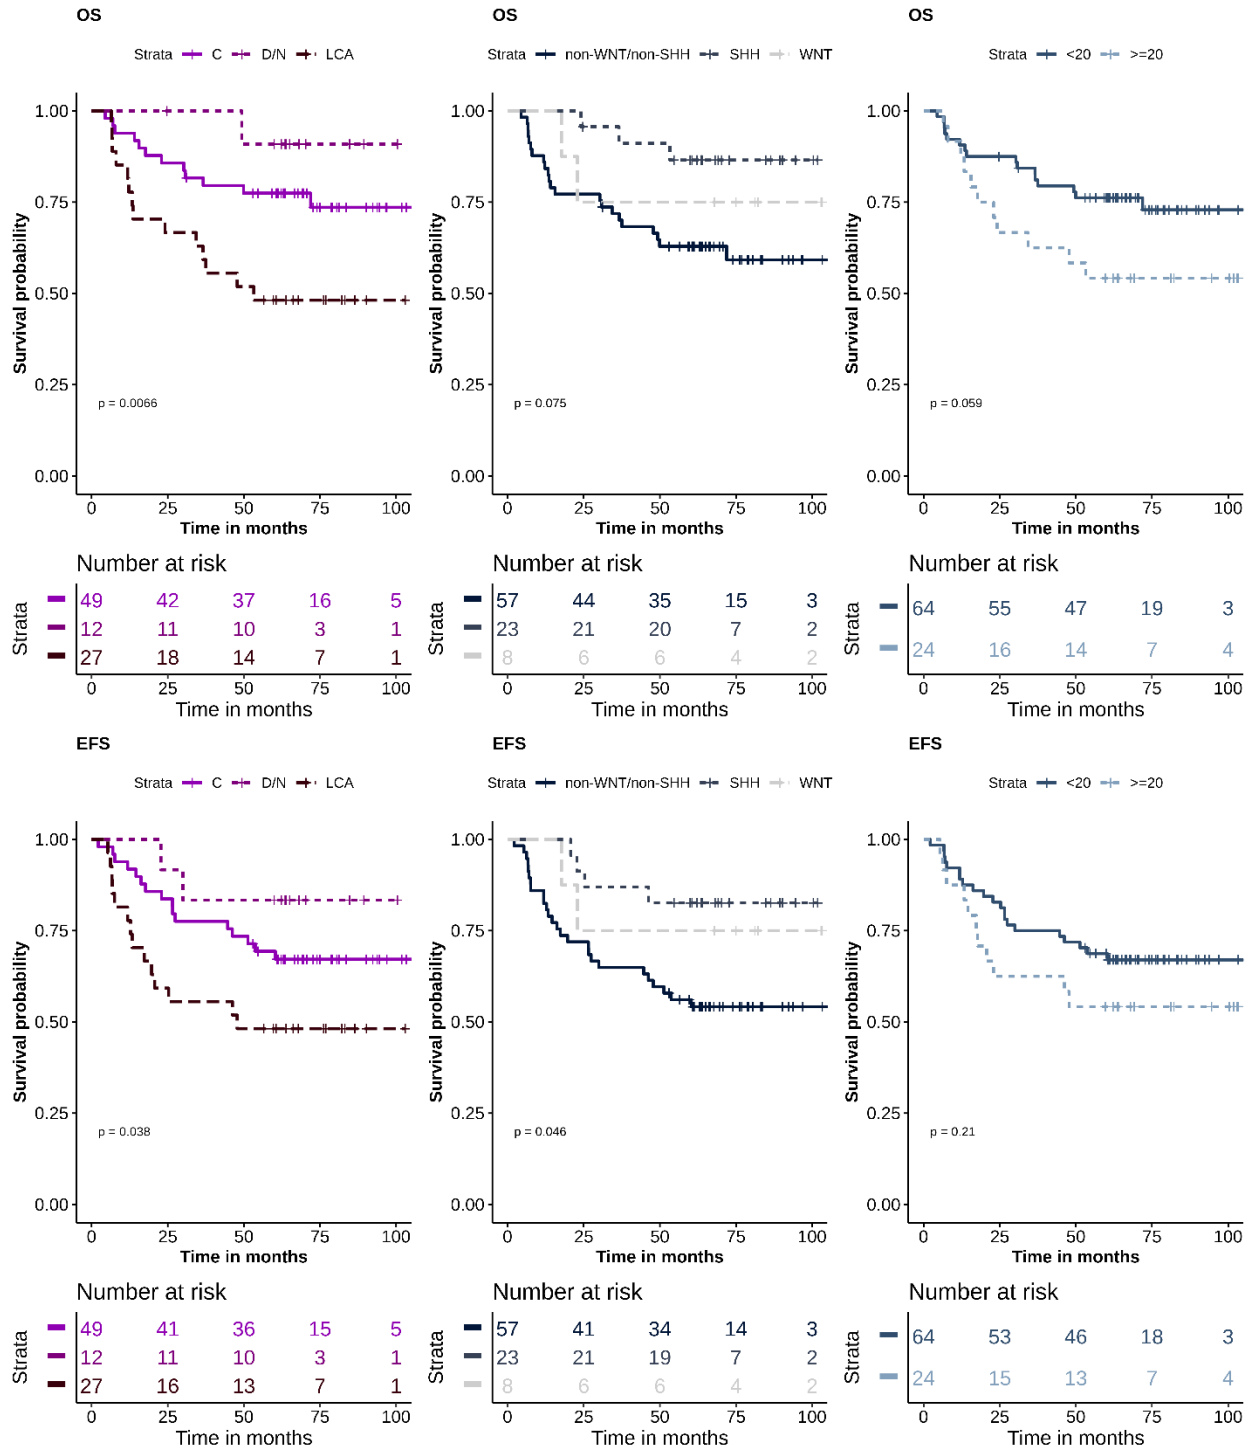 OS
Strata C D/N LCA
Survival probability
1.00
0.75
0.50
0.25
0.00
p = 0.0066
0 25 50 75 100
Time in months
Number at risk
Strata
49 42 37 16 5
12 11 10 3 1
27 18 14 7 1
0 25 50 75 100
Time in months
OS
Strata non-WNT/non-SHH SHH WNT
Survival probability
1.00
0.75
0.50
0.25
0.00
p = 0.075
0 25 50 75 100
Time in months
Number at risk
Strata
57 44 35 15 3
23 21 20 7 2
8 6 6 4 2
0 25 50 75 100
Time in months
OS
Strata <20 >=20
Survival probability
1.00
0.75
0.50
0.25
0.00
p = 0.059
0 25 50 75 100
Time in months
Number at risk
Strata
64 55 47 19 3
24 16 14 7 4
0 25 50 75 100
Time in months
EFS
Strata C D/N LCA
Survival probability
1.00
0.75
0.50
0.25
0.00
p = 0.038
0 25 50 75 100
Time in months
Number at risk
Strata
49 41 36 15 5
12 11 10 3 1
27 16 13 7 1
0 25 50 75 100
Time in months
EFS
Strata non-WNT/non-SHH SHH WNT
Survival probability
1.00
0.75
0.50
0.25
0.00
p = 0.046
0 25 50 75 100
Time in months
Number at risk
Strata
57 41 34 14 3
23 21 19 7 2
8 6 6 4 2
0 25 50 75 100
Time in months
EFS
Strata <20 >=20
Survival probability
1.00
0.75
0.50
0.25
0.00
p = 0.21
0 25 50 75 100
Time in months
Number at risk
Strata
64 53 46 18 3
24 15 13 7 4
0 25 50 75 100
Time in months